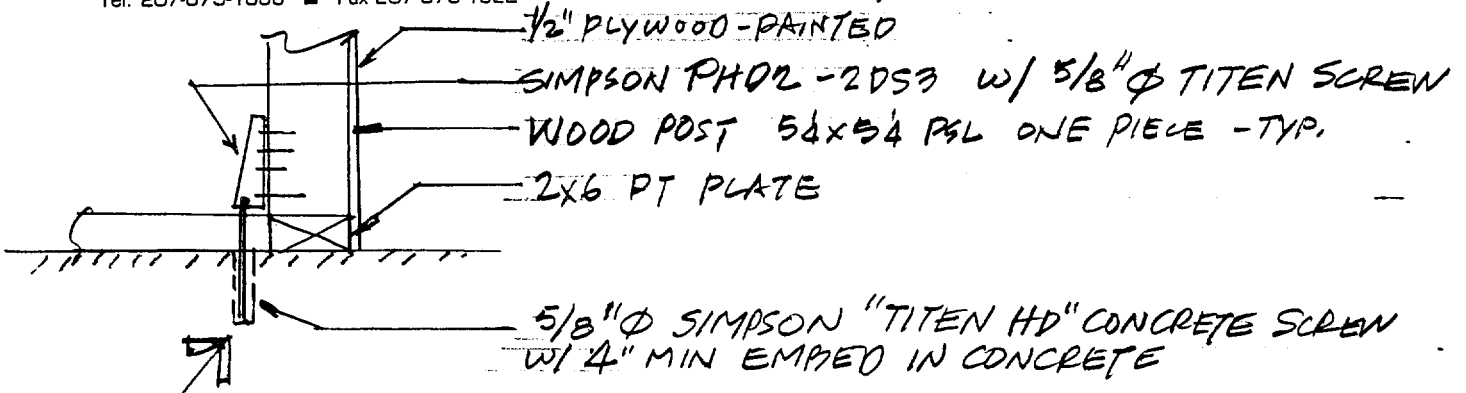 1/2" PLYWOOD-PAINTED
SIMPSON PHD2-2DS3 W/ 5/8"Ø TITEN SCREW
WOOD POST 5¼x5¼ PSL ONE PIECE -TYP.
2x6 PT PLATE
5/8"Ø SIMPSON "TITEN HD" CONCRETE SCREW
W/ 4" MIN EMBED IN CONCRETE